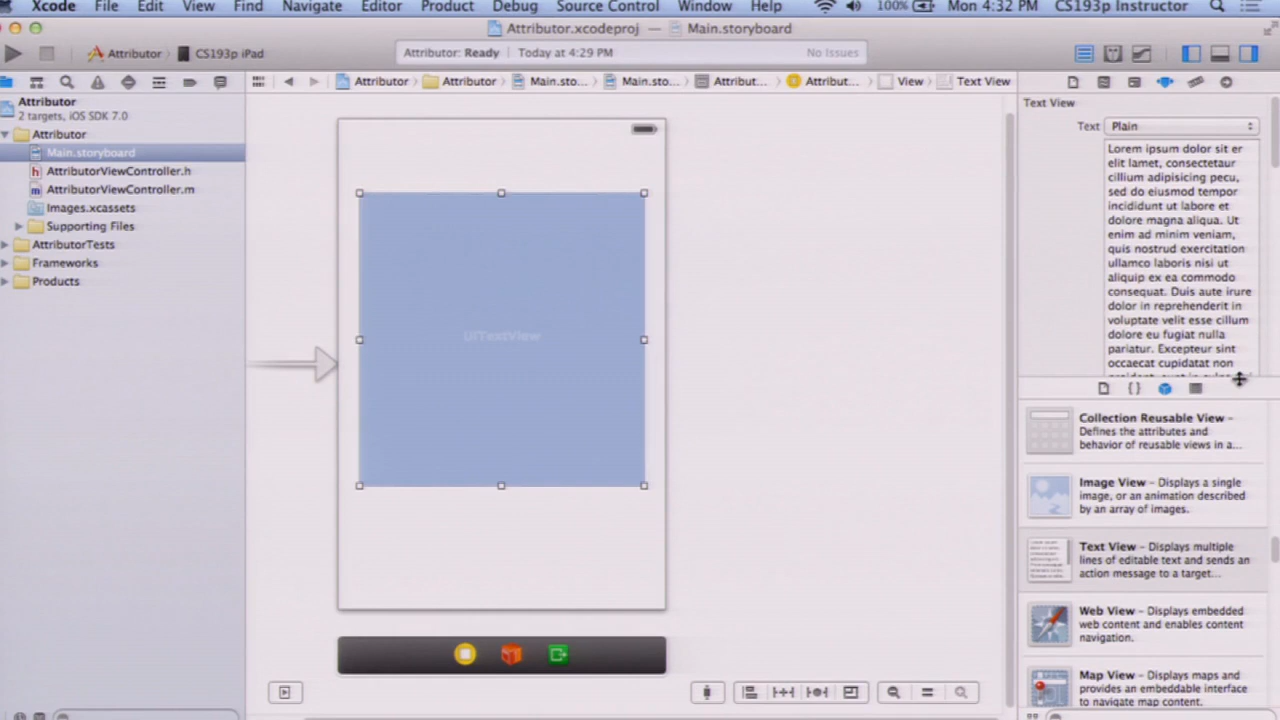 Xcode File Edit View Find Navigate Editor Product Debug Source Control Window Help 100% Mon 4:32 PM CS193p Instructor
Attributor.xcodeproj — Main.storyboard
Attributor CS193p iPad Attributor: Ready Today at 4:29 PM No Issues
Attributor Attributor Main.sto... Main.sto... Attribut... Attribut... View Text View
Attributor
2 targets, iOS SDK 7.0
Attributor
Main.storyboard
h AttributorViewController.h
m AttributorViewController.m
Images.xcassets
Supporting Files
AttributorTests
Frameworks
Products
UITextView
Text View
Text Plain
Lorem ipsum dolor sit er
elit lamet, consectetaur
cillium adipisicing pecu,
sed do eiusmod tempor
incididunt ut labore et
dolore magna aliqua. Ut
enim ad minim veniam,
quis nostrud exercitation
ullamco laboris nisi ut
aliquip ex ea commodo
consequat. Duis aute irure
dolor in reprehenderit in
voluptate velit esse cillum
dolore eu fugiat nulla
pariatur. Excepteur sint
occaecat cupidatat non
{ }
Collection Reusable View –
Defines the attributes and
behavior of reusable views in a...
Image View – Displays a single
image, or an animation described
by an array of images.
Text View – Displays multiple
lines of editable text and sends an
action message to a target...
Web View – Displays embedded
web content and enables content
navigation.
Map View – Displays maps and
provides an embeddable interface
to navigate map content.